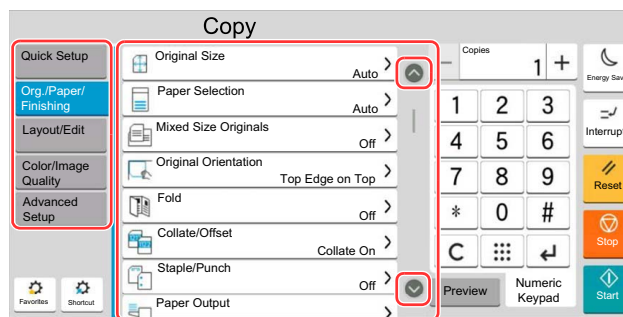 Copy
Quick Setup
Org./Paper/
Finishing
Layout/Edit
Color/Image
Quality
Advanced
Setup
Favorites
Shortcut
Original Size
Auto
Paper Selection
Auto
Mixed Size Originals
Off
Original Orientation
Top Edge on Top
Fold
Off
Collate/Offset
Collate On
Staple/Punch
Off
Paper Output
Copies
− 1 +
1 2 3
4 5 6
7 8 9
* 0 #
C
Preview
Numeric
Keypad
Energy Sav
Interrupt
Reset
Stop
Start